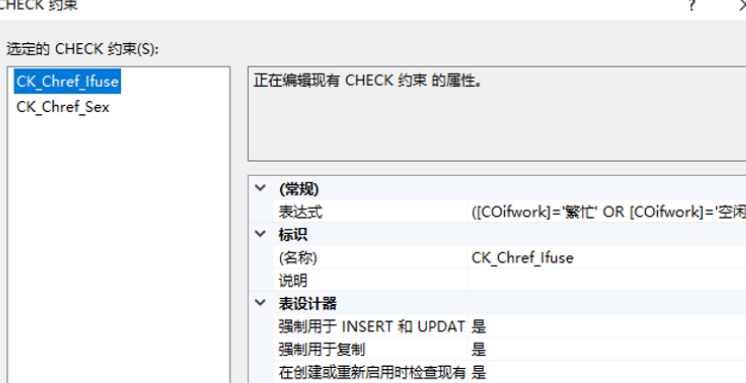 CHECK 约束
?
选定的 CHECK 约束(S):
CK_Chref_Ifuse
CK_Chref_Sex
正在编辑现有 CHECK 约束 的属性。
(常规)
表达式 ([COifwork]='繁忙' OR [COifwork]='空闲
标识
(名称) CK_Chref_Ifuse
说明
表设计器
强制用于 INSERT 和 UPDAT 是
强制用于复制 是
在创建或重新启用时检查现有 是